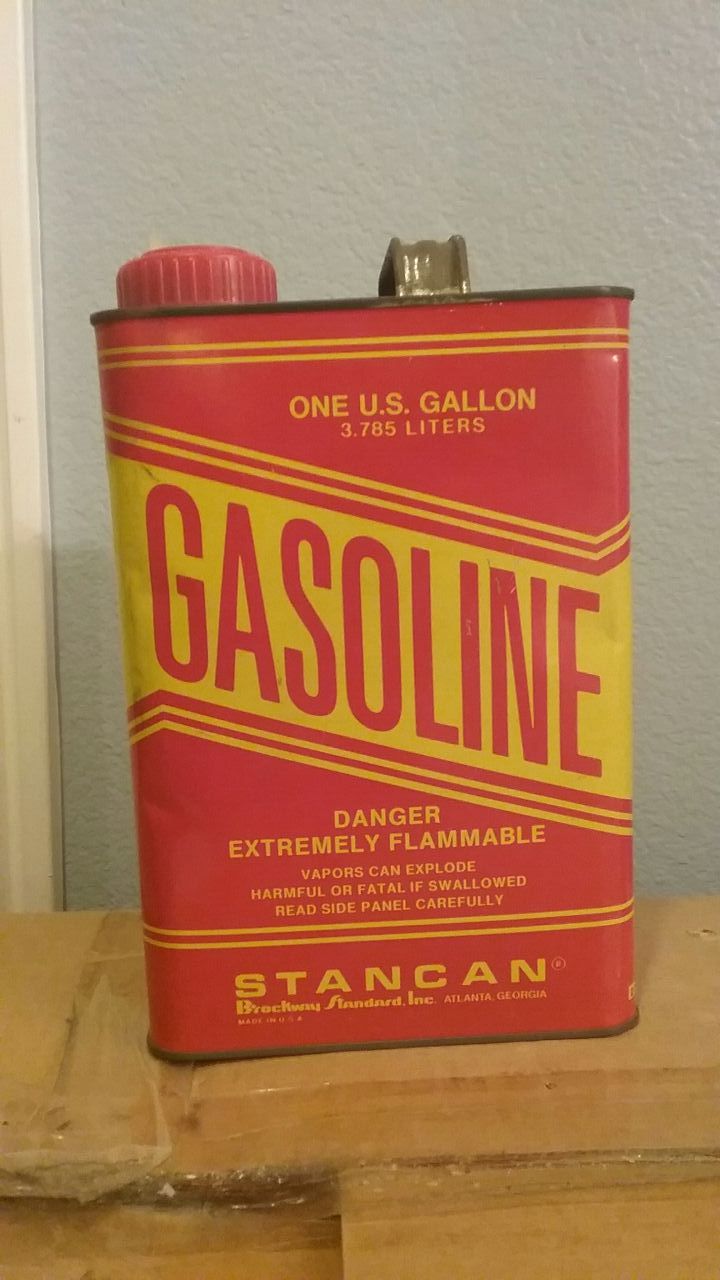 ONE U.S. GALLON
3.785 LITERS
GASOLINE
DANGER
EXTREMELY FLAMMABLE
VAPORS CAN EXPLODE
HARMFUL OR FATAL IF SWALLOWED
READ SIDE PANEL CAREFULLY
STANCAN®
Brockway Standard, Inc. ATLANTA, GEORGIA
MADE IN U.S.A.